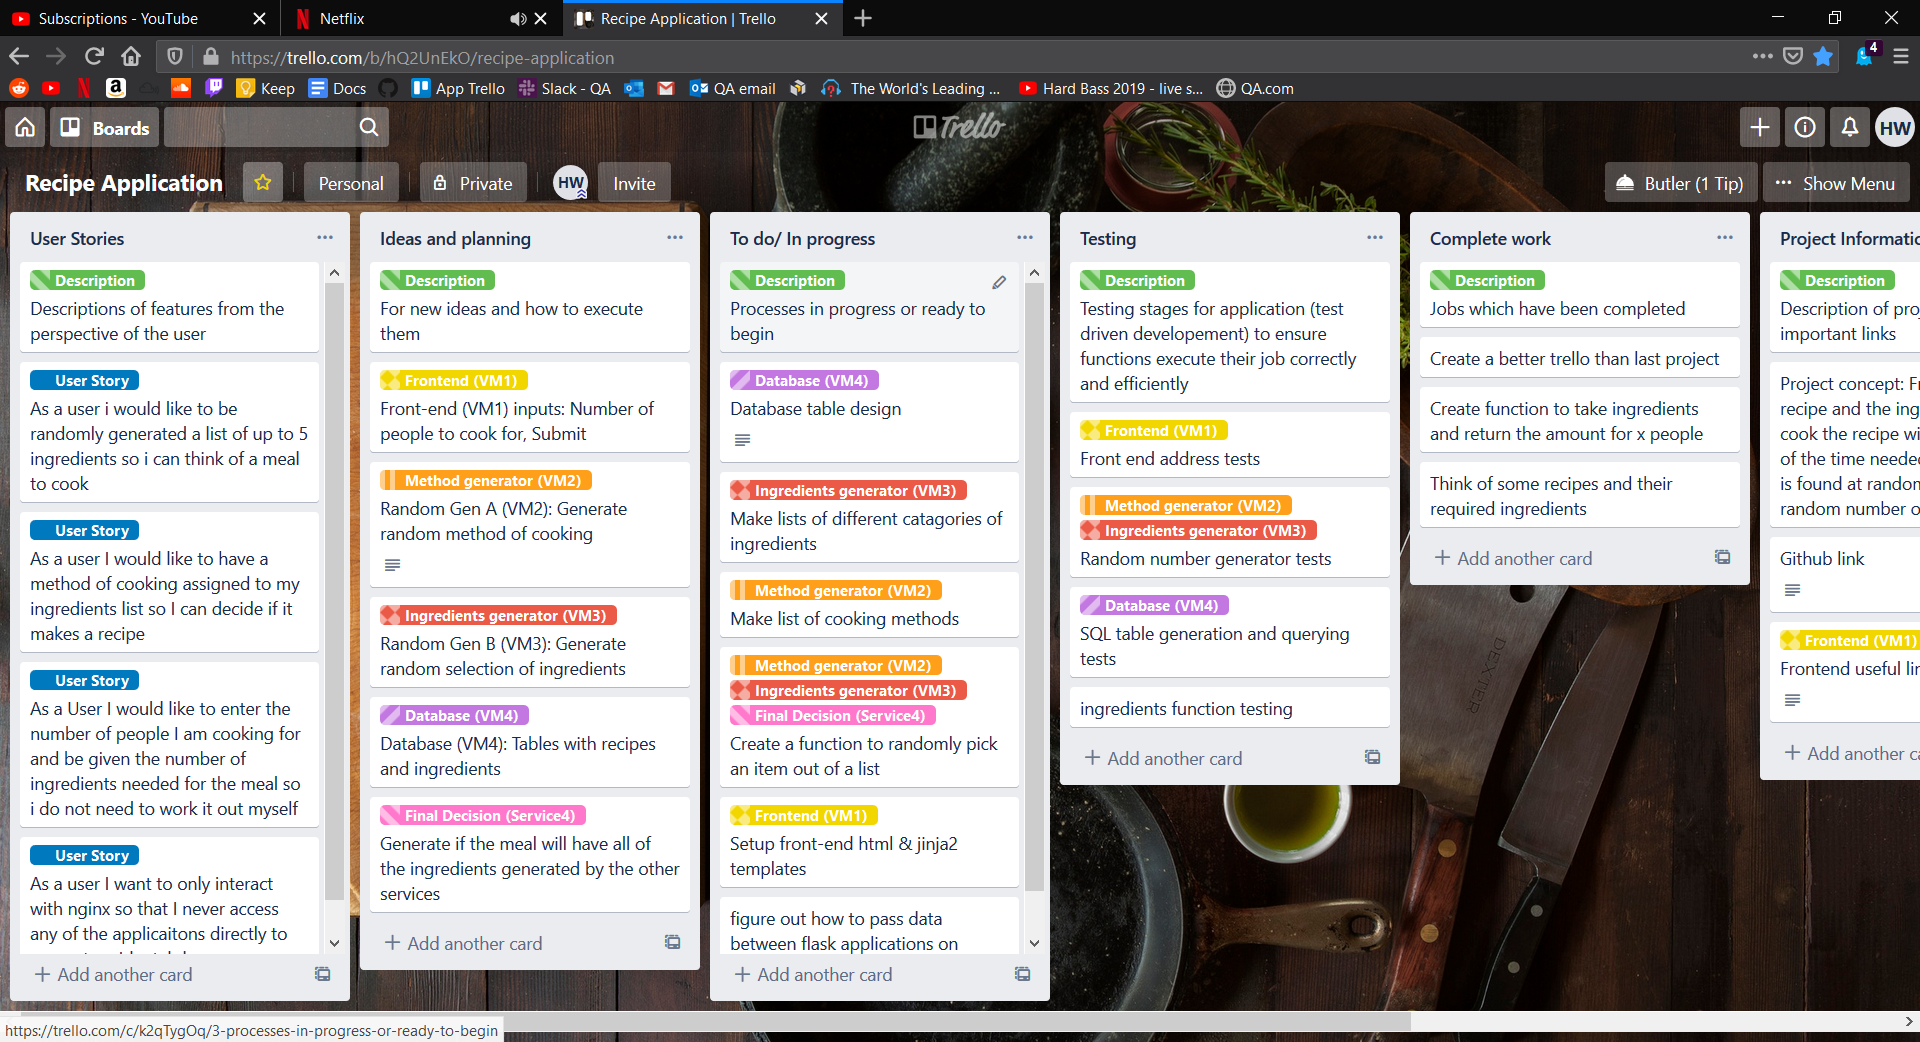 Subscriptions - YouTube
Netflix
Recipe Application | Trello
https://trello.com/b/hQ2UnEkO/recipe-application
4
Keep
Docs
App Trello
Slack - QA
QA email
The World's Leading ...
Hard Bass 2019 - live s...
QA.com
Boards
Trello
HW
Recipe Application
Personal
Private
HW
Invite
Butler (1 Tip)
Show Menu
User Stories
Description
Descriptions of features from the
perspective of the user
User Story
As a user i would like to be
randomly generated a list of up to 5
ingredients so i can think of a meal
to cook
User Story
As a user I would like to have a
method of cooking assigned to my
ingredients list so I can decide if it
makes a recipe
User Story
As a User I would like to enter the
number of people I am cooking for
and be given the number of
ingredients needed for the meal so
i do not need to work it out myself
User Story
As a user I want to only interact
with nginx so that I never access
any of the applicaitons directly to
Add another card
Ideas and planning
Description
For new ideas and how to execute
them
Frontend (VM1)
Front-end (VM1) inputs: Number of
people to cook for, Submit
Method generator (VM2)
Random Gen A (VM2): Generate
random method of cooking
Ingredients generator (VM3)
Random Gen B (VM3): Generate
random selection of ingredients
Database (VM4)
Database (VM4): Tables with recipes
and ingredients
Final Decision (Service4)
Generate if the meal will have all of
the ingredients generated by the other
services
Add another card
To do/ In progress
Description
Processes in progress or ready to
begin
Database (VM4)
Database table design
Ingredients generator (VM3)
Make lists of different catagories of
ingredients
Method generator (VM2)
Make list of cooking methods
Method generator (VM2)
Ingredients generator (VM3)
Final Decision (Service4)
Create a function to randomly pick
an item out of a list
Frontend (VM1)
Setup front-end html & jinja2
templates
figure out how to pass data
between flask applications on
Add another card
Testing
Description
Testing stages for application (test
driven developement) to ensure
functions execute their job correctly
and efficiently
Frontend (VM1)
Front end address tests
Method generator (VM2)
Ingredients generator (VM3)
Random number generator tests
Database (VM4)
SQL table generation and querying
tests
ingredients function testing
Add another card
Complete work
Description
Jobs which have been completed
Create a better trello than last project
Create function to take ingredients
and return the amount for x people
Think of some recipes and their
required ingredients
Add another card
Project Informatic
Description
Description of proj
important links
Project concept: Fr
recipe and the ing
cook the recipe wi
of the time needed
is found at random
random number o
Github link
Frontend (VM1)
Frontend useful lin
Add another ca
DEXTER
https://trello.com/c/k2qTygOq/3-processes-in-progress-or-ready-to-begin